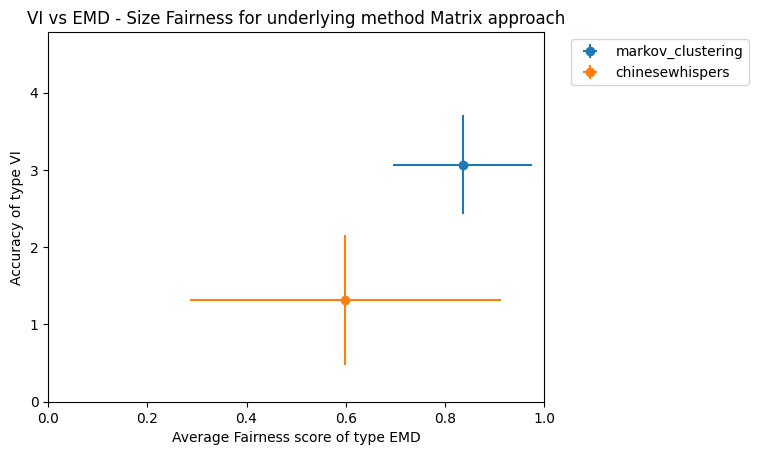 VI vs EMD - Size Fairness for underlying method Matrix approach
markov_clustering
chinesewhispers
Accuracy of type VI
4
3
2
1
0
0.0 0.2 0.4 0.6 0.8 1.0
Average Fairness score of type EMD